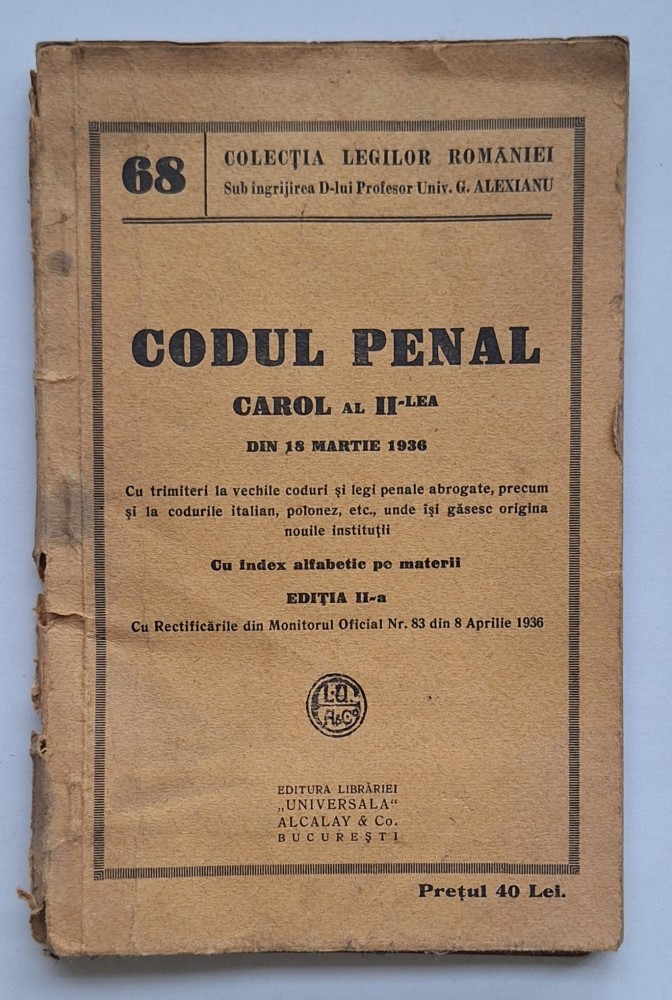 68
COLECȚIA LEGILOR ROMÂNIEI
Sub îngrijirea D-lui Profesor Univ. G. ALEXIANU
CODUL PENAL
CAROL AL II-LEA
DIN 18 MARTIE 1936
Cu trimiteri la vechile coduri și legi penale abrogate, precum
și la codurile italian, polonez, etc., unde își găsesc origina
nouile instituții
Cu index alfabetic pe materii
EDIȚIA II-a
Cu Rectificările din Monitorul Oficial Nr. 83 din 8 Aprilie 1936
L.U.
A&Co
EDITURA LIBRĂRIEI
„UNIVERSALA“
ALCALAY & Co.
BUCUREȘTI
Prețul 40 Lei.